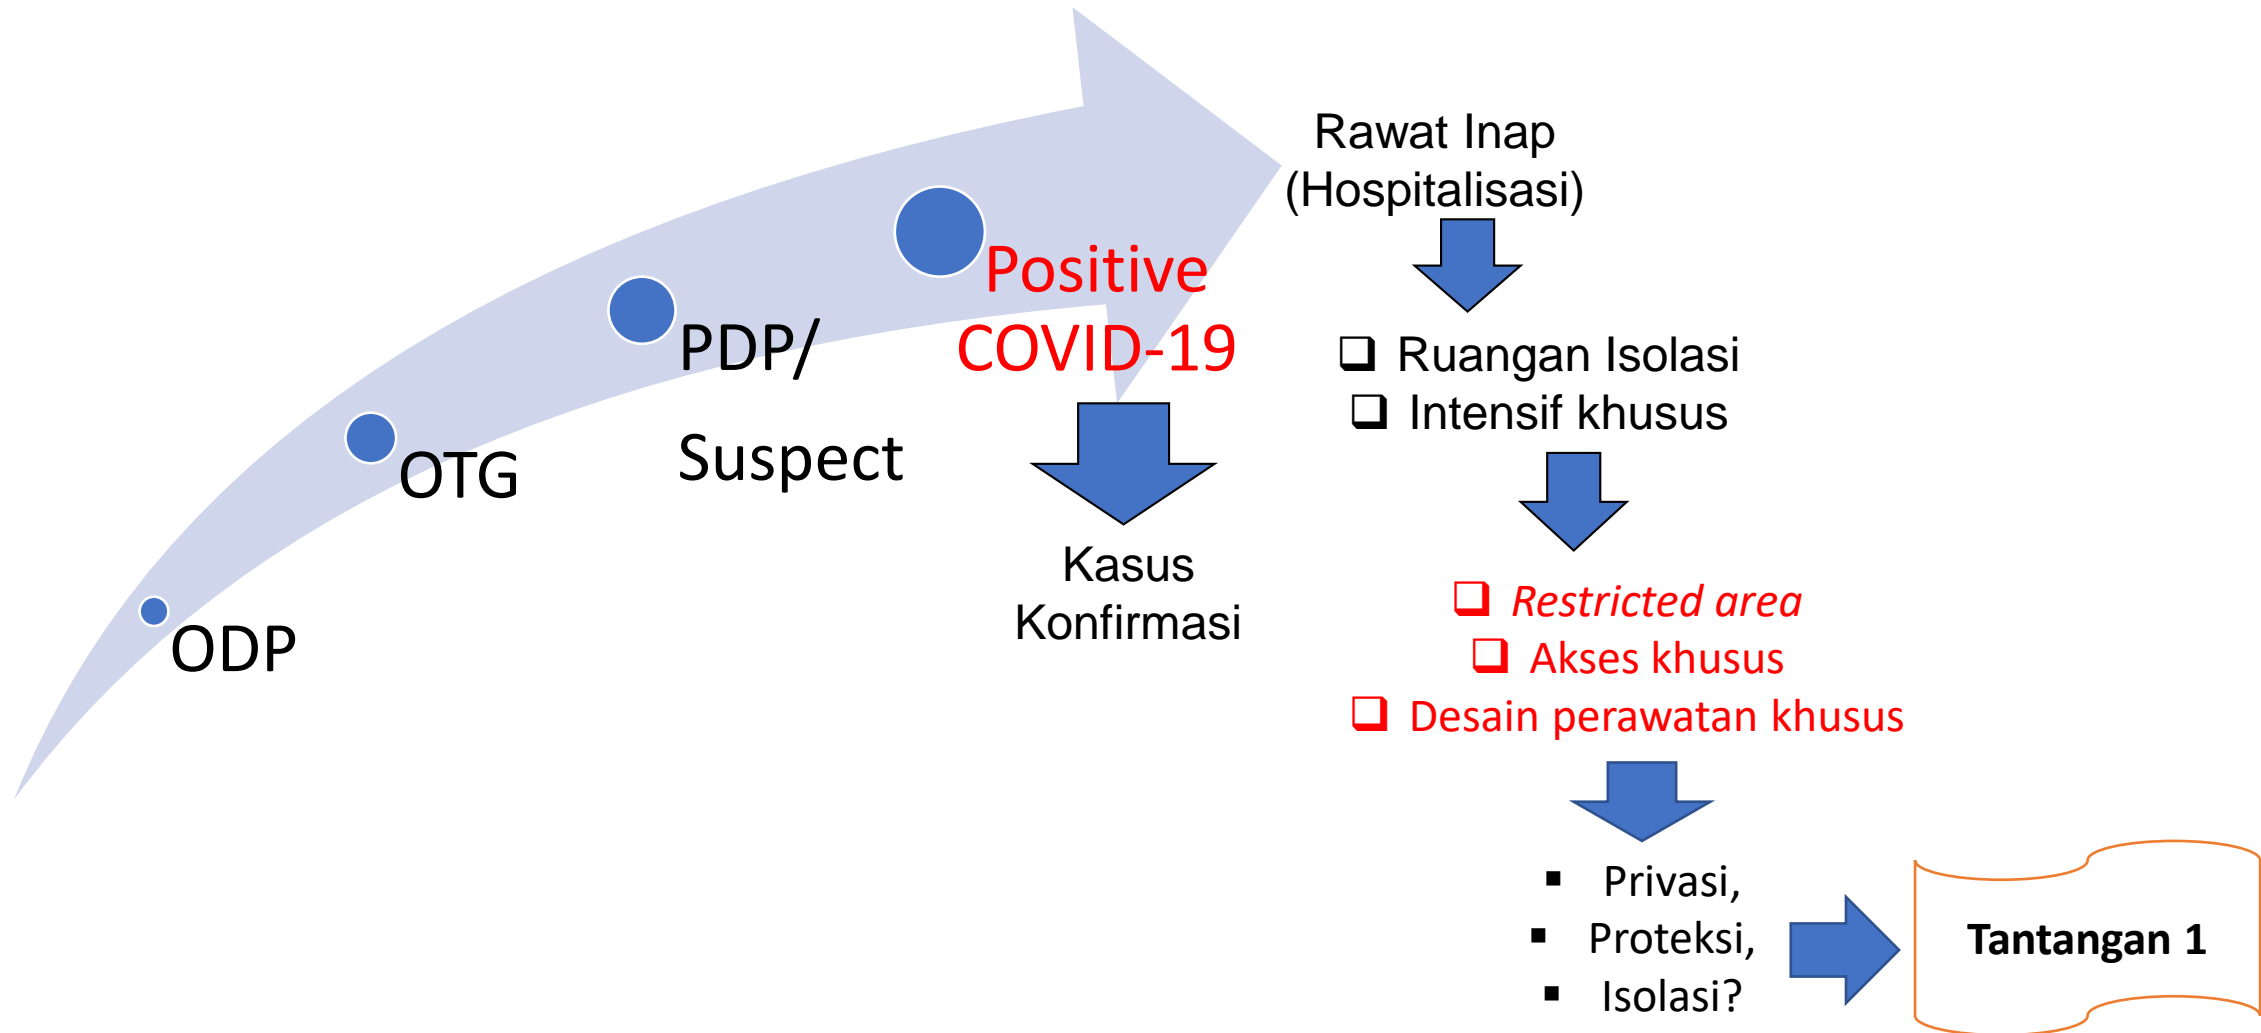 ODP
OTG
PDP/
Suspect
Positive
COVID-19
Kasus
Konfirmasi
Rawat Inap
(Hospitalisasi)
❑ Ruangan Isolasi
❑ Intensif khusus
❑ Restricted area
❑ Akses khusus
❑ Desain perawatan khusus
▪ Privasi,
▪ Proteksi,
▪ Isolasi?
Tantangan 1